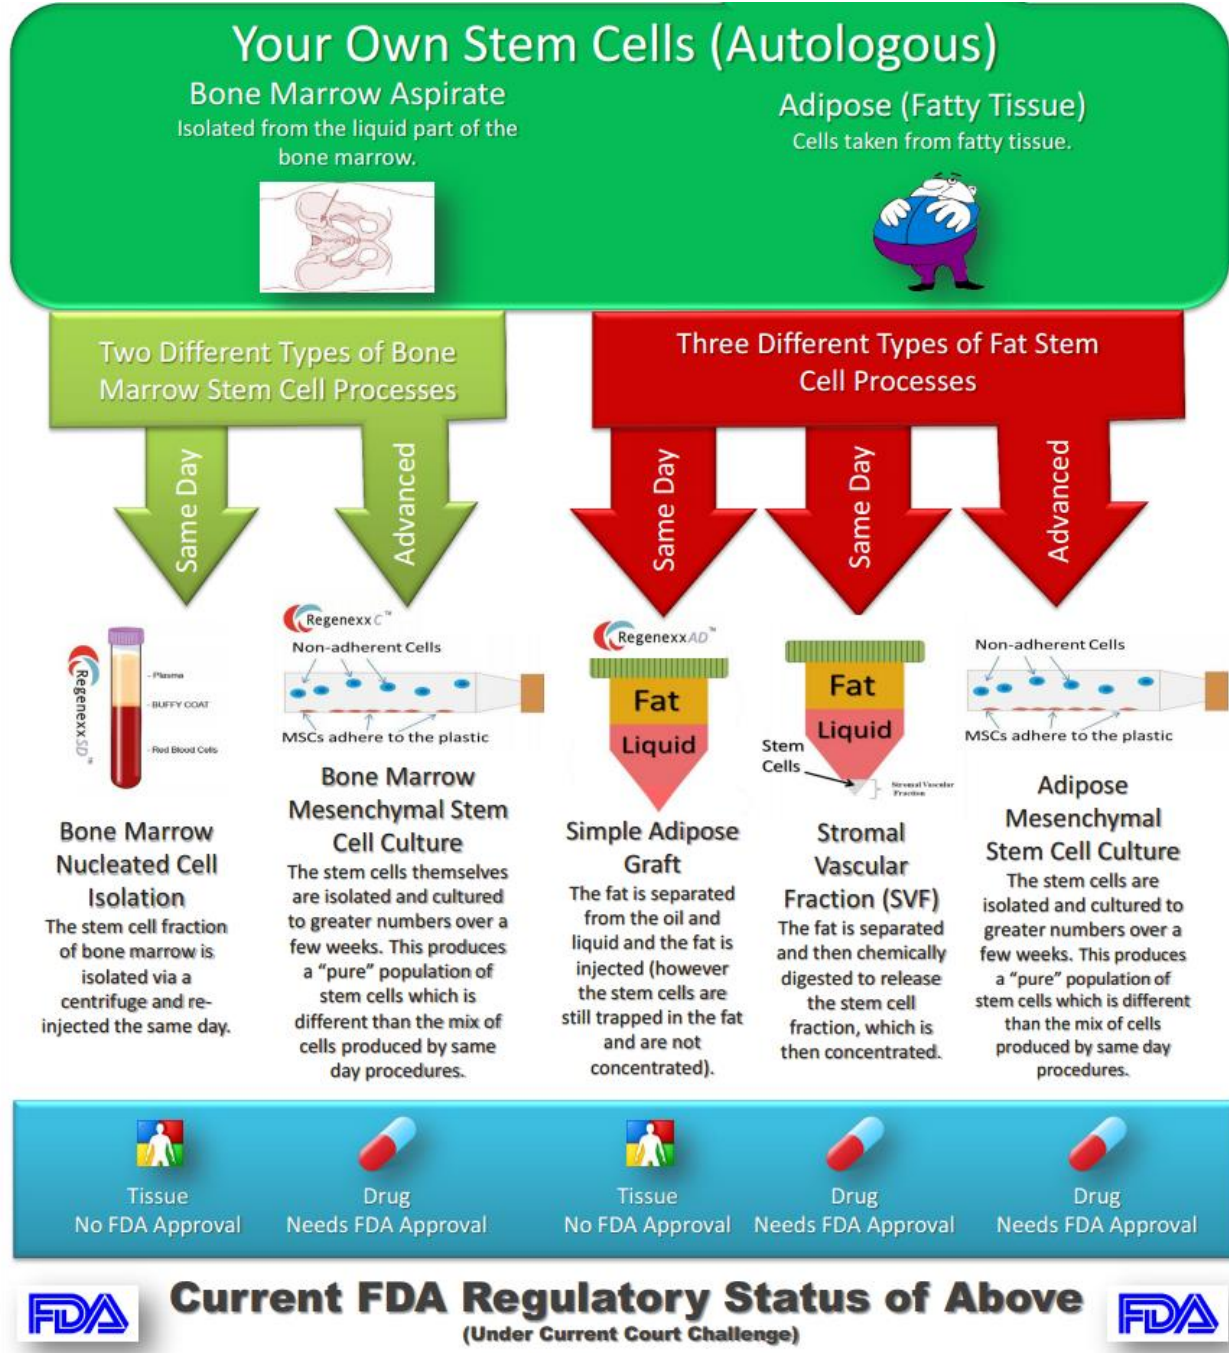 Your Own Stem Cells (Autologous)
Bone Marrow Aspirate
Isolated from the liquid part of the
bone marrow.
Adipose (Fatty Tissue)
Cells taken from fatty tissue.
Two Different Types of Bone
Marrow Stem Cell Processes
Three Different Types of Fat Stem
Cell Processes
Same Day
Advanced
Same Day
Same Day
Advanced
Regenexx SD™
Plasma
BUFFY COAT
Red Blood Cells
Bone Marrow
Nucleated Cell
Isolation
The stem cell fraction
of bone marrow is
isolated via a
centrifuge and re-
injected the same day.
Regenexx C™
Non-adherent Cells
MSCs adhere to the plastic
Bone Marrow
Mesenchymal Stem
Cell Culture
The stem cells themselves
are isolated and cultured
to greater numbers over a
few weeks. This produces
a “pure” population of
stem cells which is
different than the mix of
cells produced by same
day procedures.
Regenexx AD™
Fat
Liquid
Simple Adipose
Graft
The fat is separated
from the oil and
liquid and the fat is
injected (however
the stem cells are
still trapped in the fat
and are not
concentrated).
Fat
Liquid
Stem
Cells
Stromal Vascular
Fraction
Stromal
Vascular
Fraction (SVF)
The fat is separated
and then chemically
digested to release
the stem cell
fraction, which is
then concentrated.
Non-adherent Cells
MSCs adhere to the plastic
Adipose
Mesenchymal
Stem Cell Culture
The stem cells are
isolated and cultured to
greater numbers over a
few weeks. This produces
a “pure” population of
stem cells which is different
than the mix of cells
produced by same day
procedures.
Tissue
No FDA Approval
Drug
Needs FDA Approval
Tissue
No FDA Approval
Drug
Needs FDA Approval
Drug
Needs FDA Approval
FDA
Current FDA Regulatory Status of Above
(Under Current Court Challenge)
FDA